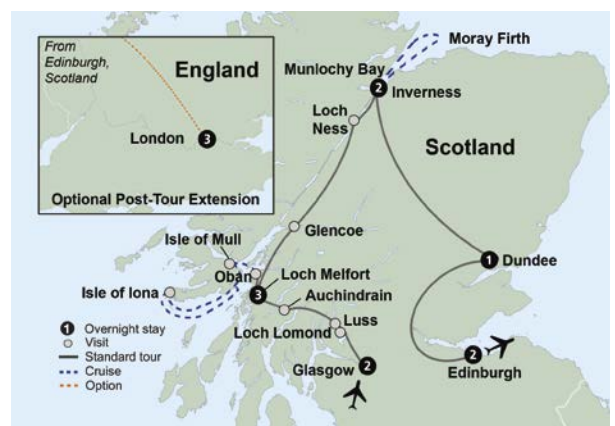 From
Edinburgh,
Scotland
England
London
3
Optional Post-Tour Extension
Moray Firth
Munlochy Bay
2
Inverness
Loch
Ness
Scotland
Glencoe
Isle of Mull
Oban
Loch Melfort
3
Isle of Iona
Auchindrain
Luss
Loch Lomond
Glasgow
2
Dundee
1
2
Edinburgh
1 Overnight stay
Visit
Standard tour
Cruise
Option